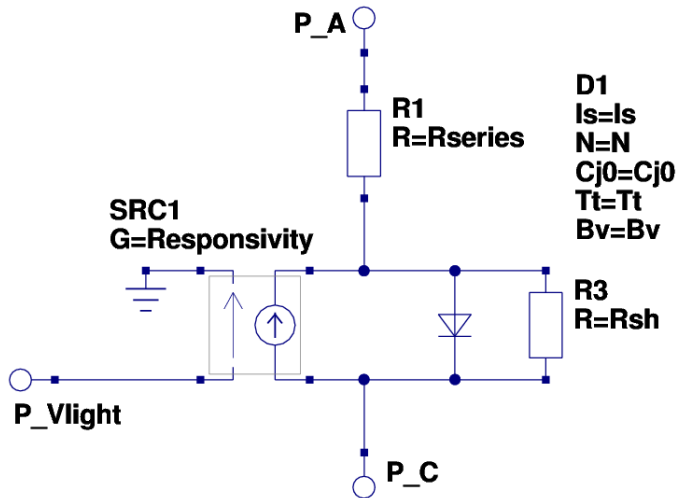 P_A
R1
R=Rseries
D1
Is=Is
N=N
Cj0=Cj0
Tt=Tt
Bv=Bv
SRC1
G=Responsivity
R3
R=Rsh
P_Vlight
P_C